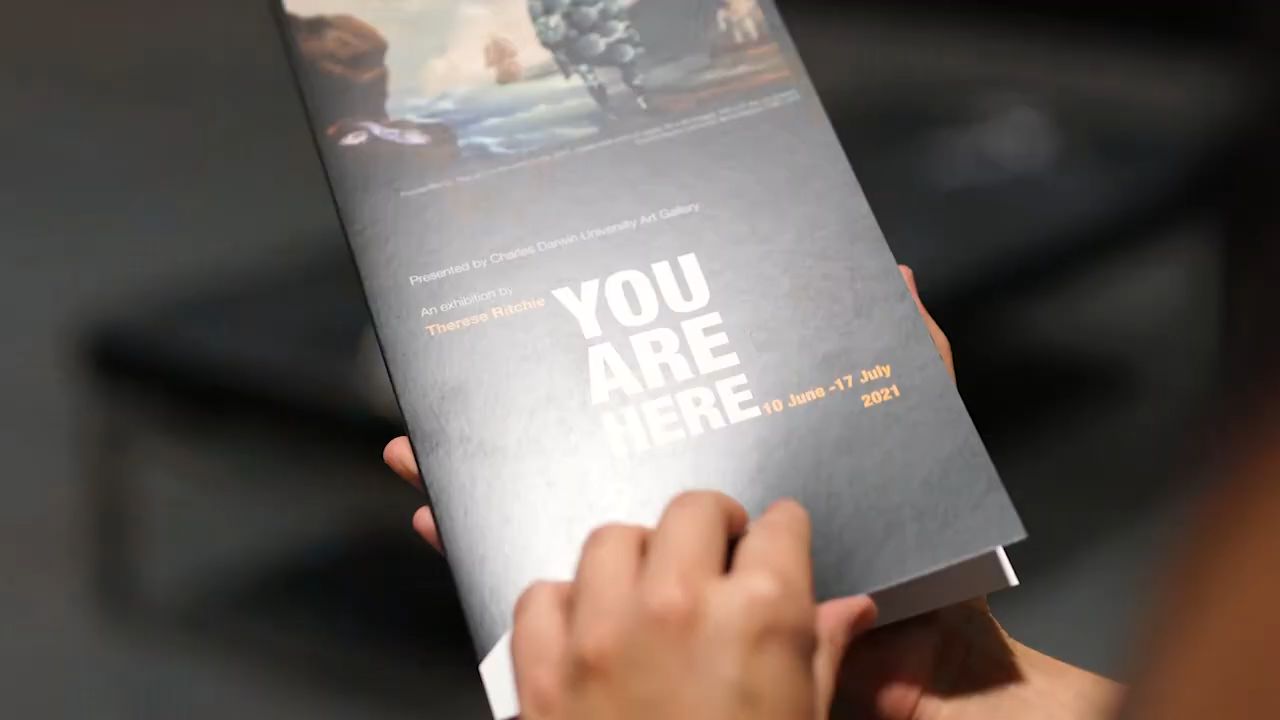 Presented by Charles Darwin University Art Gallery
An exhibition by
Therese Ritchie
YOU
ARE
HERE
10 June -17 July
2021